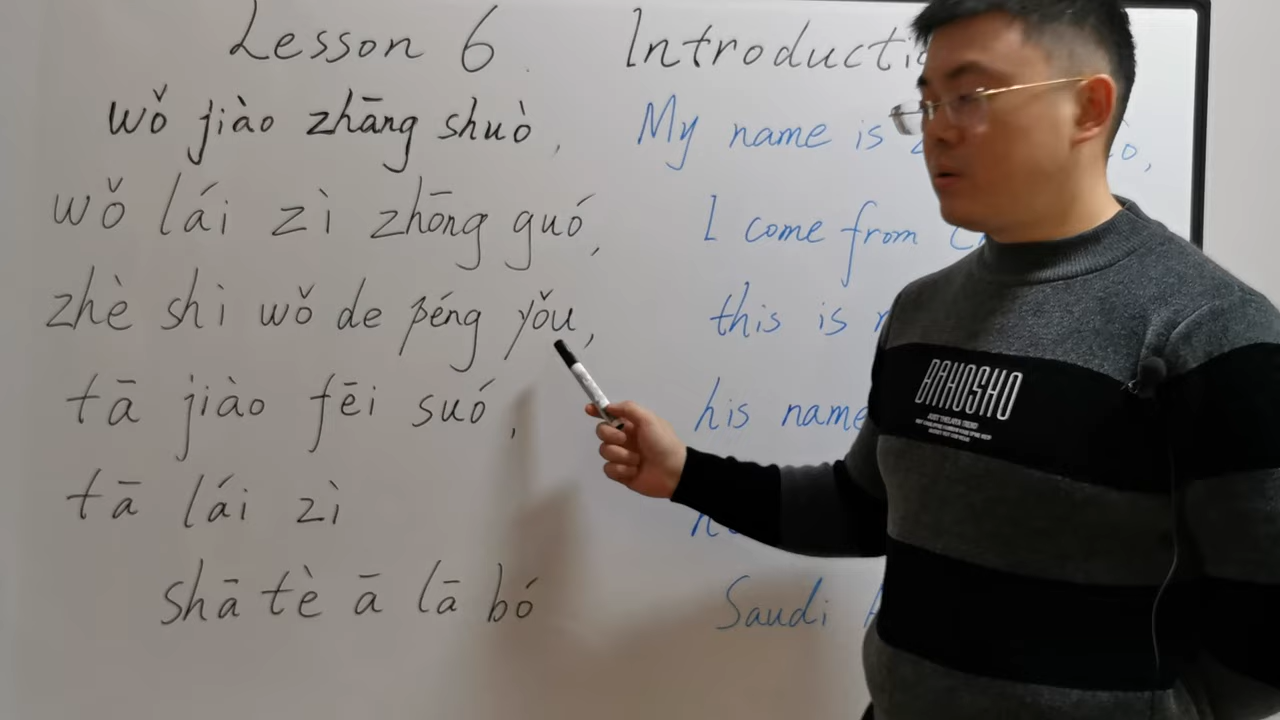 Lesson 6. Introducti
wǒ jiào zhāng shuò, My name is
wǒ lái zì zhōng guó, I come from
zhè shì wǒ de péng yǒu, this is
tā jiào fēi suó, his name
tā lái zì
shā tè ā lā bó Saudi
DAHOSHO